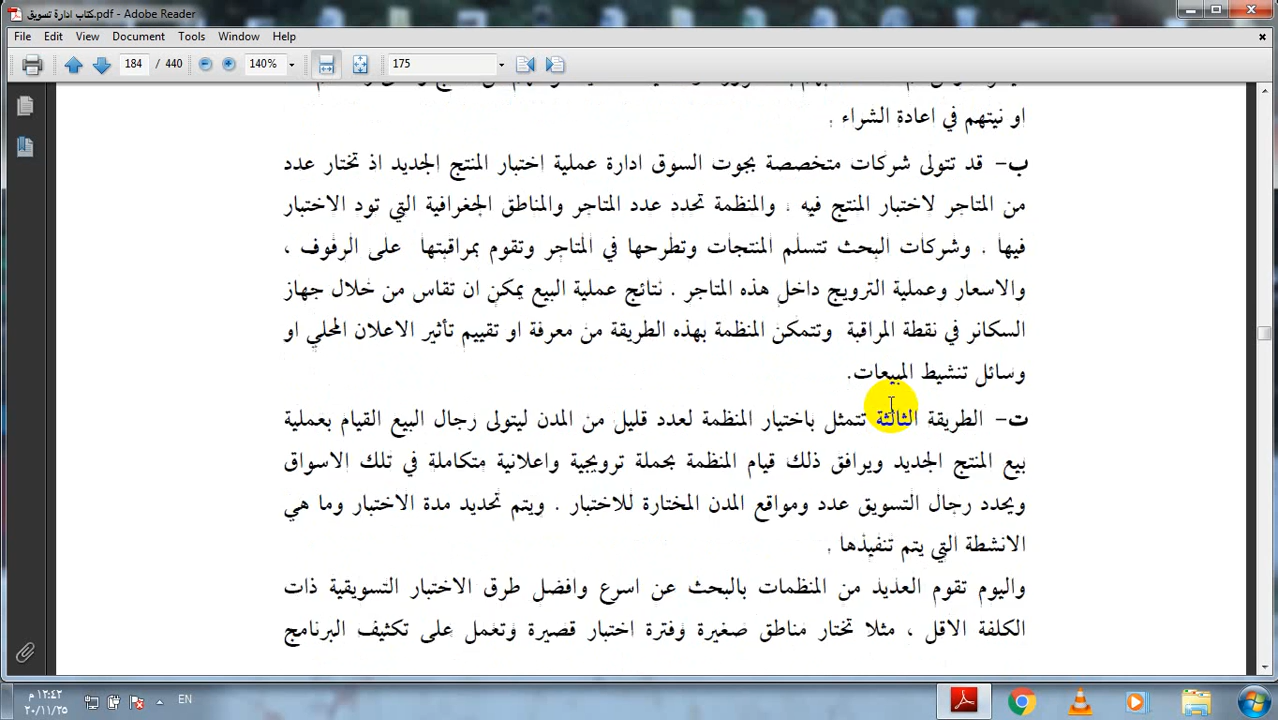 كتاب ادارة تسويق.pdf - Adobe Reader
File Edit View Document Tools Window Help
184 / 440 140% 175
او نيتهم في اعادة الشراء .
ب- قد تتولى شركات متخصصة بجوت السوق ادارة عملية اختبار المنتج الجديد اذ تختار عدد
من المتاجر لاختبار المنتج فيه . والمنظمة تحدد عدد المتاجر والمناطق الجغرافية التي تود الاختبار
فيها . وشركات البحث تتسلم المنتجات وتطرحها في المتاجر وتقوم بمراقبتها على الرفوف ،
والاسعار وعملية الترويج داخل هذه المتاجر . نتائج عملية البيع يمكن ان تقاس من خلال جهاز
السكانر في نقطة المراقبة وتتمكن المنظمة بهذه الطريقة من معرفة او تقييم تأثير الاعلان المحلي او
وسائل تنشيط المبيعات.
ت- الطريقة الثالثة تتمثل باختيار المنظمة لعدد قليل من المدن ليتولى رجال البيع القيام بعملية
بيع المنتج الجديد ويرافق ذلك قيام المنظمة بحملة ترويجية واعلانية متكاملة في تلك الاسواق
ويحدد رجال التسويق عدد ومواقع المدن المختارة للاختبار . ويتم تحديد مدة الاختبار وما هي
الانشطة التي يتم تنفيذها .
واليوم تقوم العديد من المنظمات بالبحث عن اسرع وافضل طرق الاختبار التسويقية ذات
الكلفة الاقل ، مثلا تختار مناطق صغيرة وفترة اختبار قصيرة وتعمل على تكثيف البرنامج
EN
١٢:٤٢ م
٢٠/١١/٢٥